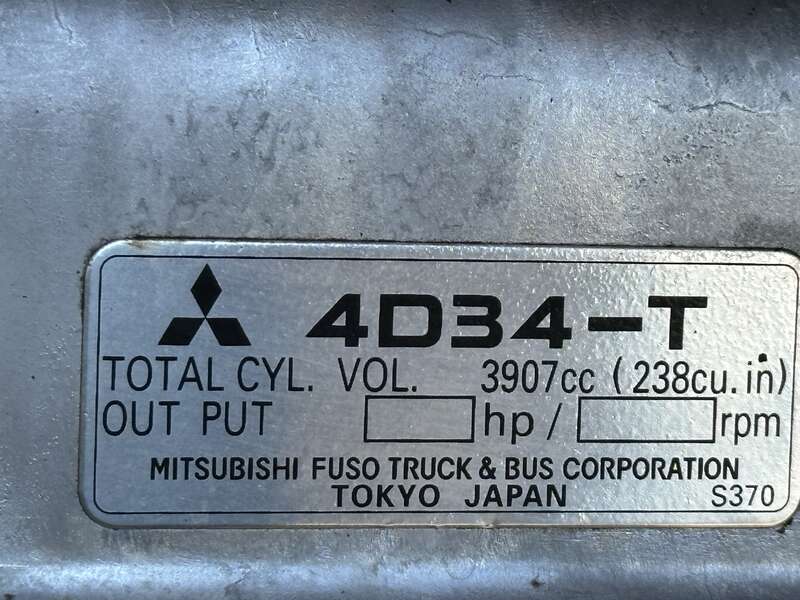 4D34-T
TOTAL CYL. VOL. 3907cc (238cu.in)
OUT PUT hp/ rpm
MITSUBISHI FUSO TRUCK & BUS CORPORATION
TOKYO JAPAN S370